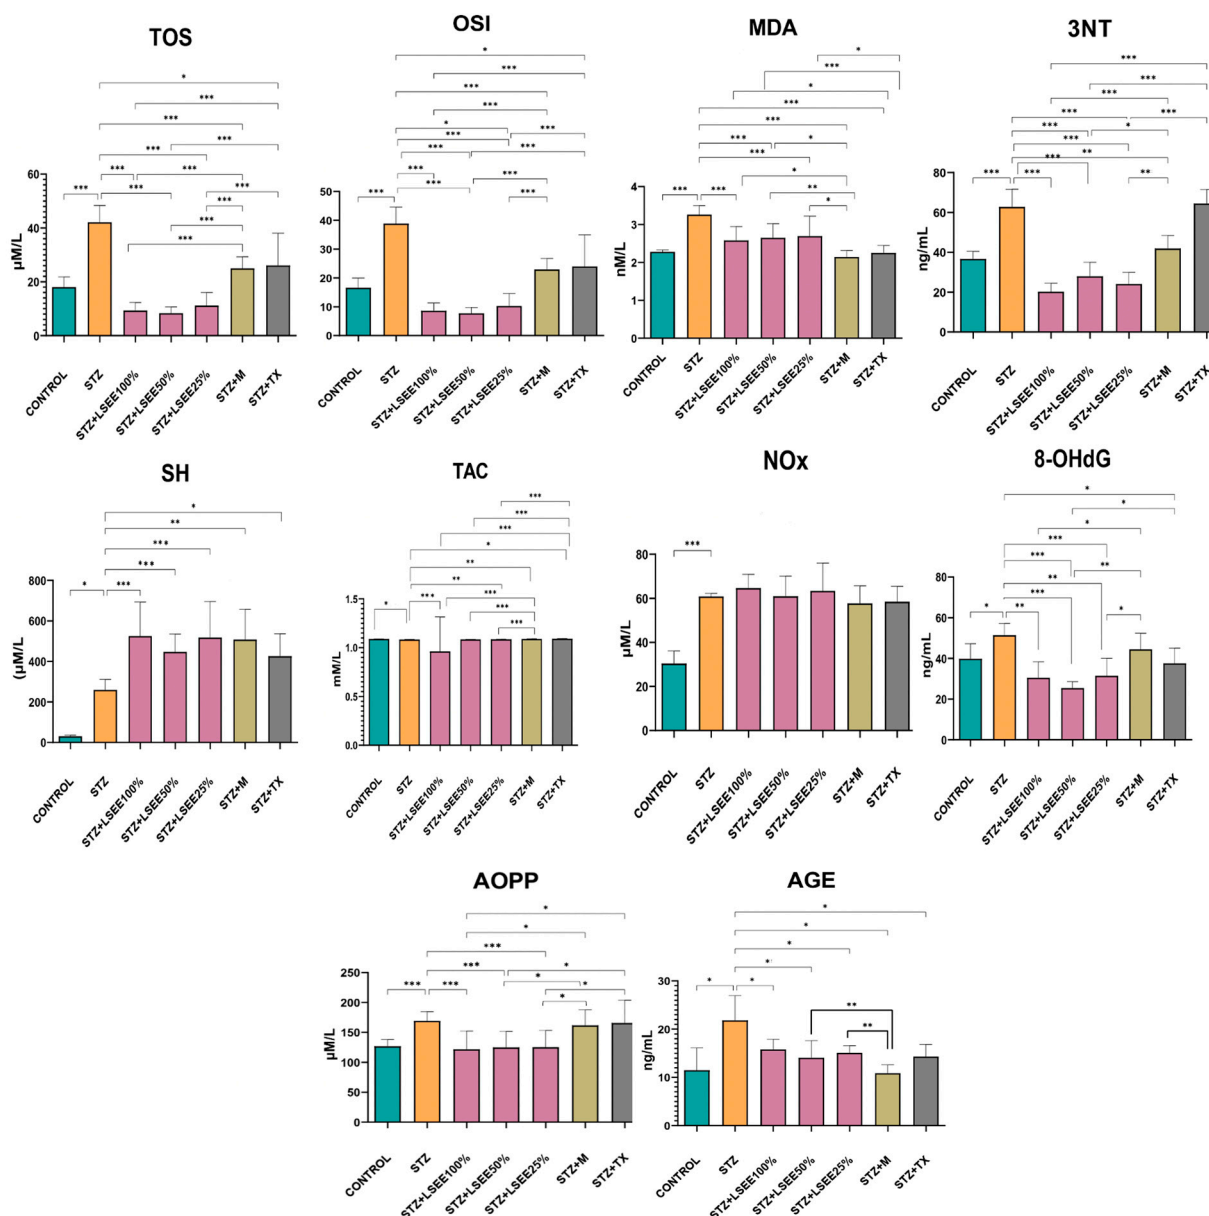 TOS
μM/L
60
40
20
0
CONTROL
STZ
STZ+LSEE100%
STZ+LSEE50%
STZ+LSEE25%
STZ+M
STZ+TX
OSI
50
40
30
20
10
0
CONTROL
STZ
STZ+LSEE100%
STZ+LSEE50%
STZ+LSEE25%
STZ+M
STZ+TX
MDA
nM/L
4
3
2
1
0
CONTROL
STZ
STZ+LSEE100%
STZ+LSEE50%
STZ+LSEE25%
STZ+M
STZ+TX
3NT
ng/mL
80
60
40
20
0
CONTROL
STZ
STZ+LSEE100%
STZ+LSEE50%
STZ+LSEE25%
STZ+M
STZ+TX
SH
(μM/L
800
600
400
200
0
CONTROL
STZ
STZ+LSEE100%
STZ+LSEE50%
STZ+LSEE25%
STZ+M
STZ+TX
TAC
mM/L
1.5
1.0
0.5
0.0
CONTROL
STZ
STZ+LSEE100%
STZ+LSEE50%
STZ+LSEE25%
STZ+M
STZ+TX
NOx
μM/L
80
60
40
20
0
CONTROL
STZ
STZ+LSEE100%
STZ+LSEE50%
STZ+LSEE25%
STZ+M
STZ+TX
8-OHdG
ng/mL
80
60
40
20
0
CONTROL
STZ
STZ+LSEE100%
STZ+LSEE50%
STZ+LSEE25%
STZ+M
STZ+TX
AOPP
μM/L
250
200
150
100
50
0
CONTROL
STZ
STZ+LSEE100%
STZ+LSEE50%
STZ+LSEE25%
STZ+M
STZ+TX
AGE
ng/mL
30
20
10
0
CONTROL
STZ
STZ+LSEE100%
STZ+LSEE50%
STZ+LSEE25%
STZ+M
STZ+TX